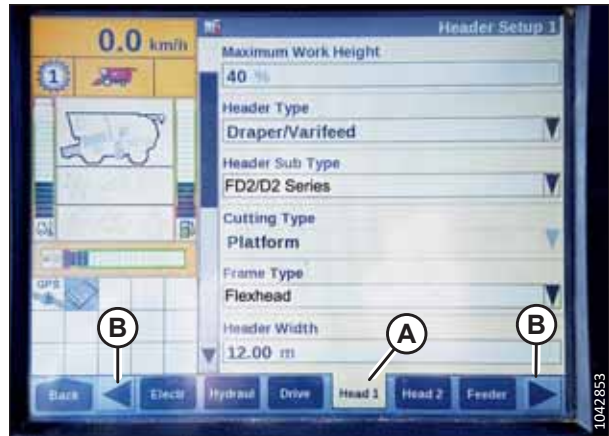 0.0 km/h
Header Setup 1
Maximum Work Height
40 %
1
Header Type
Draper/Varifeed
Header Sub Type
FD2/D2 Series
Cutting Type
Platform
Frame Type
Flexhead
GPS
Header Width
12.00 m
B
A
B
Back
Electr
Hydraul
Drive
Head 1
Head 2
Feeder
1042853